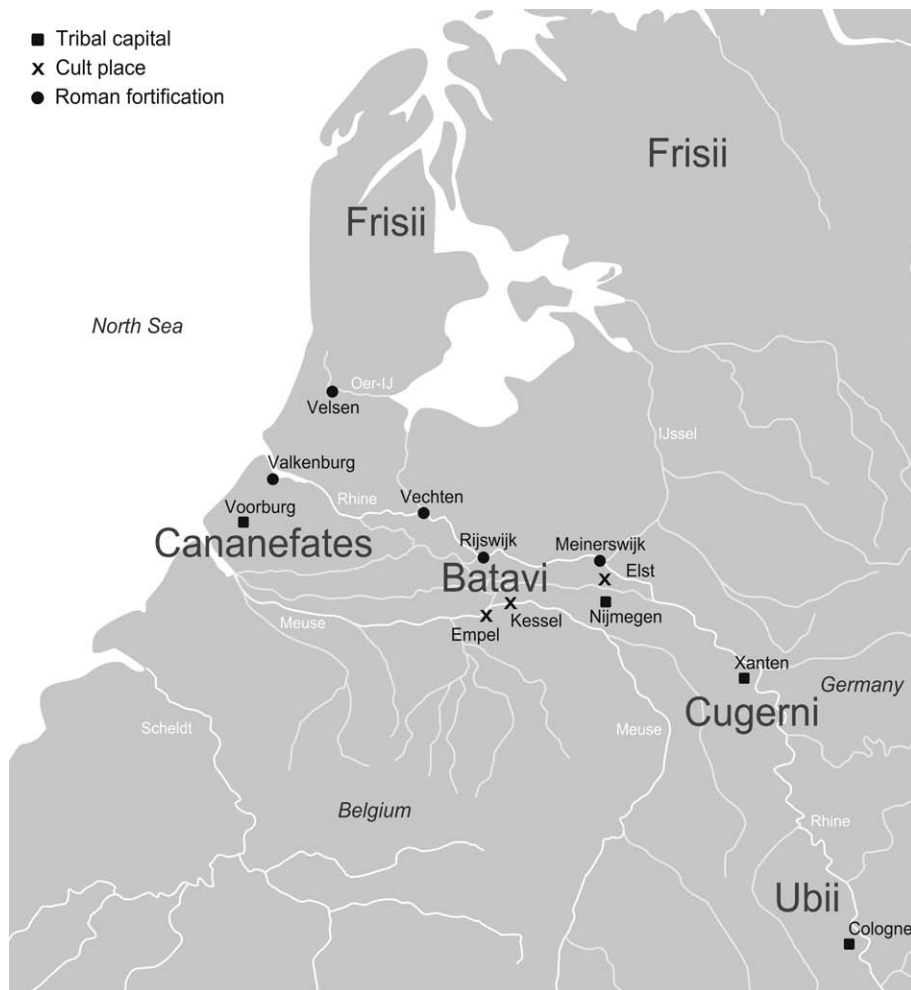 Tribal capital
x Cult place
Roman fortification
Frisii
Frisii
North Sea
Oer-IJ
Velsen
IJssel
Valkenburg
Rhine
Vechten
Voorburg
Cananefates
Rijswijk
Meinerswijk
Batavi
Elst
Nijmegen
Kessel
Empel
Meuse
Xanten
Germany
Cugerni
Scheldt
Meuse
Belgium
Rhine
Ubii
Cologne